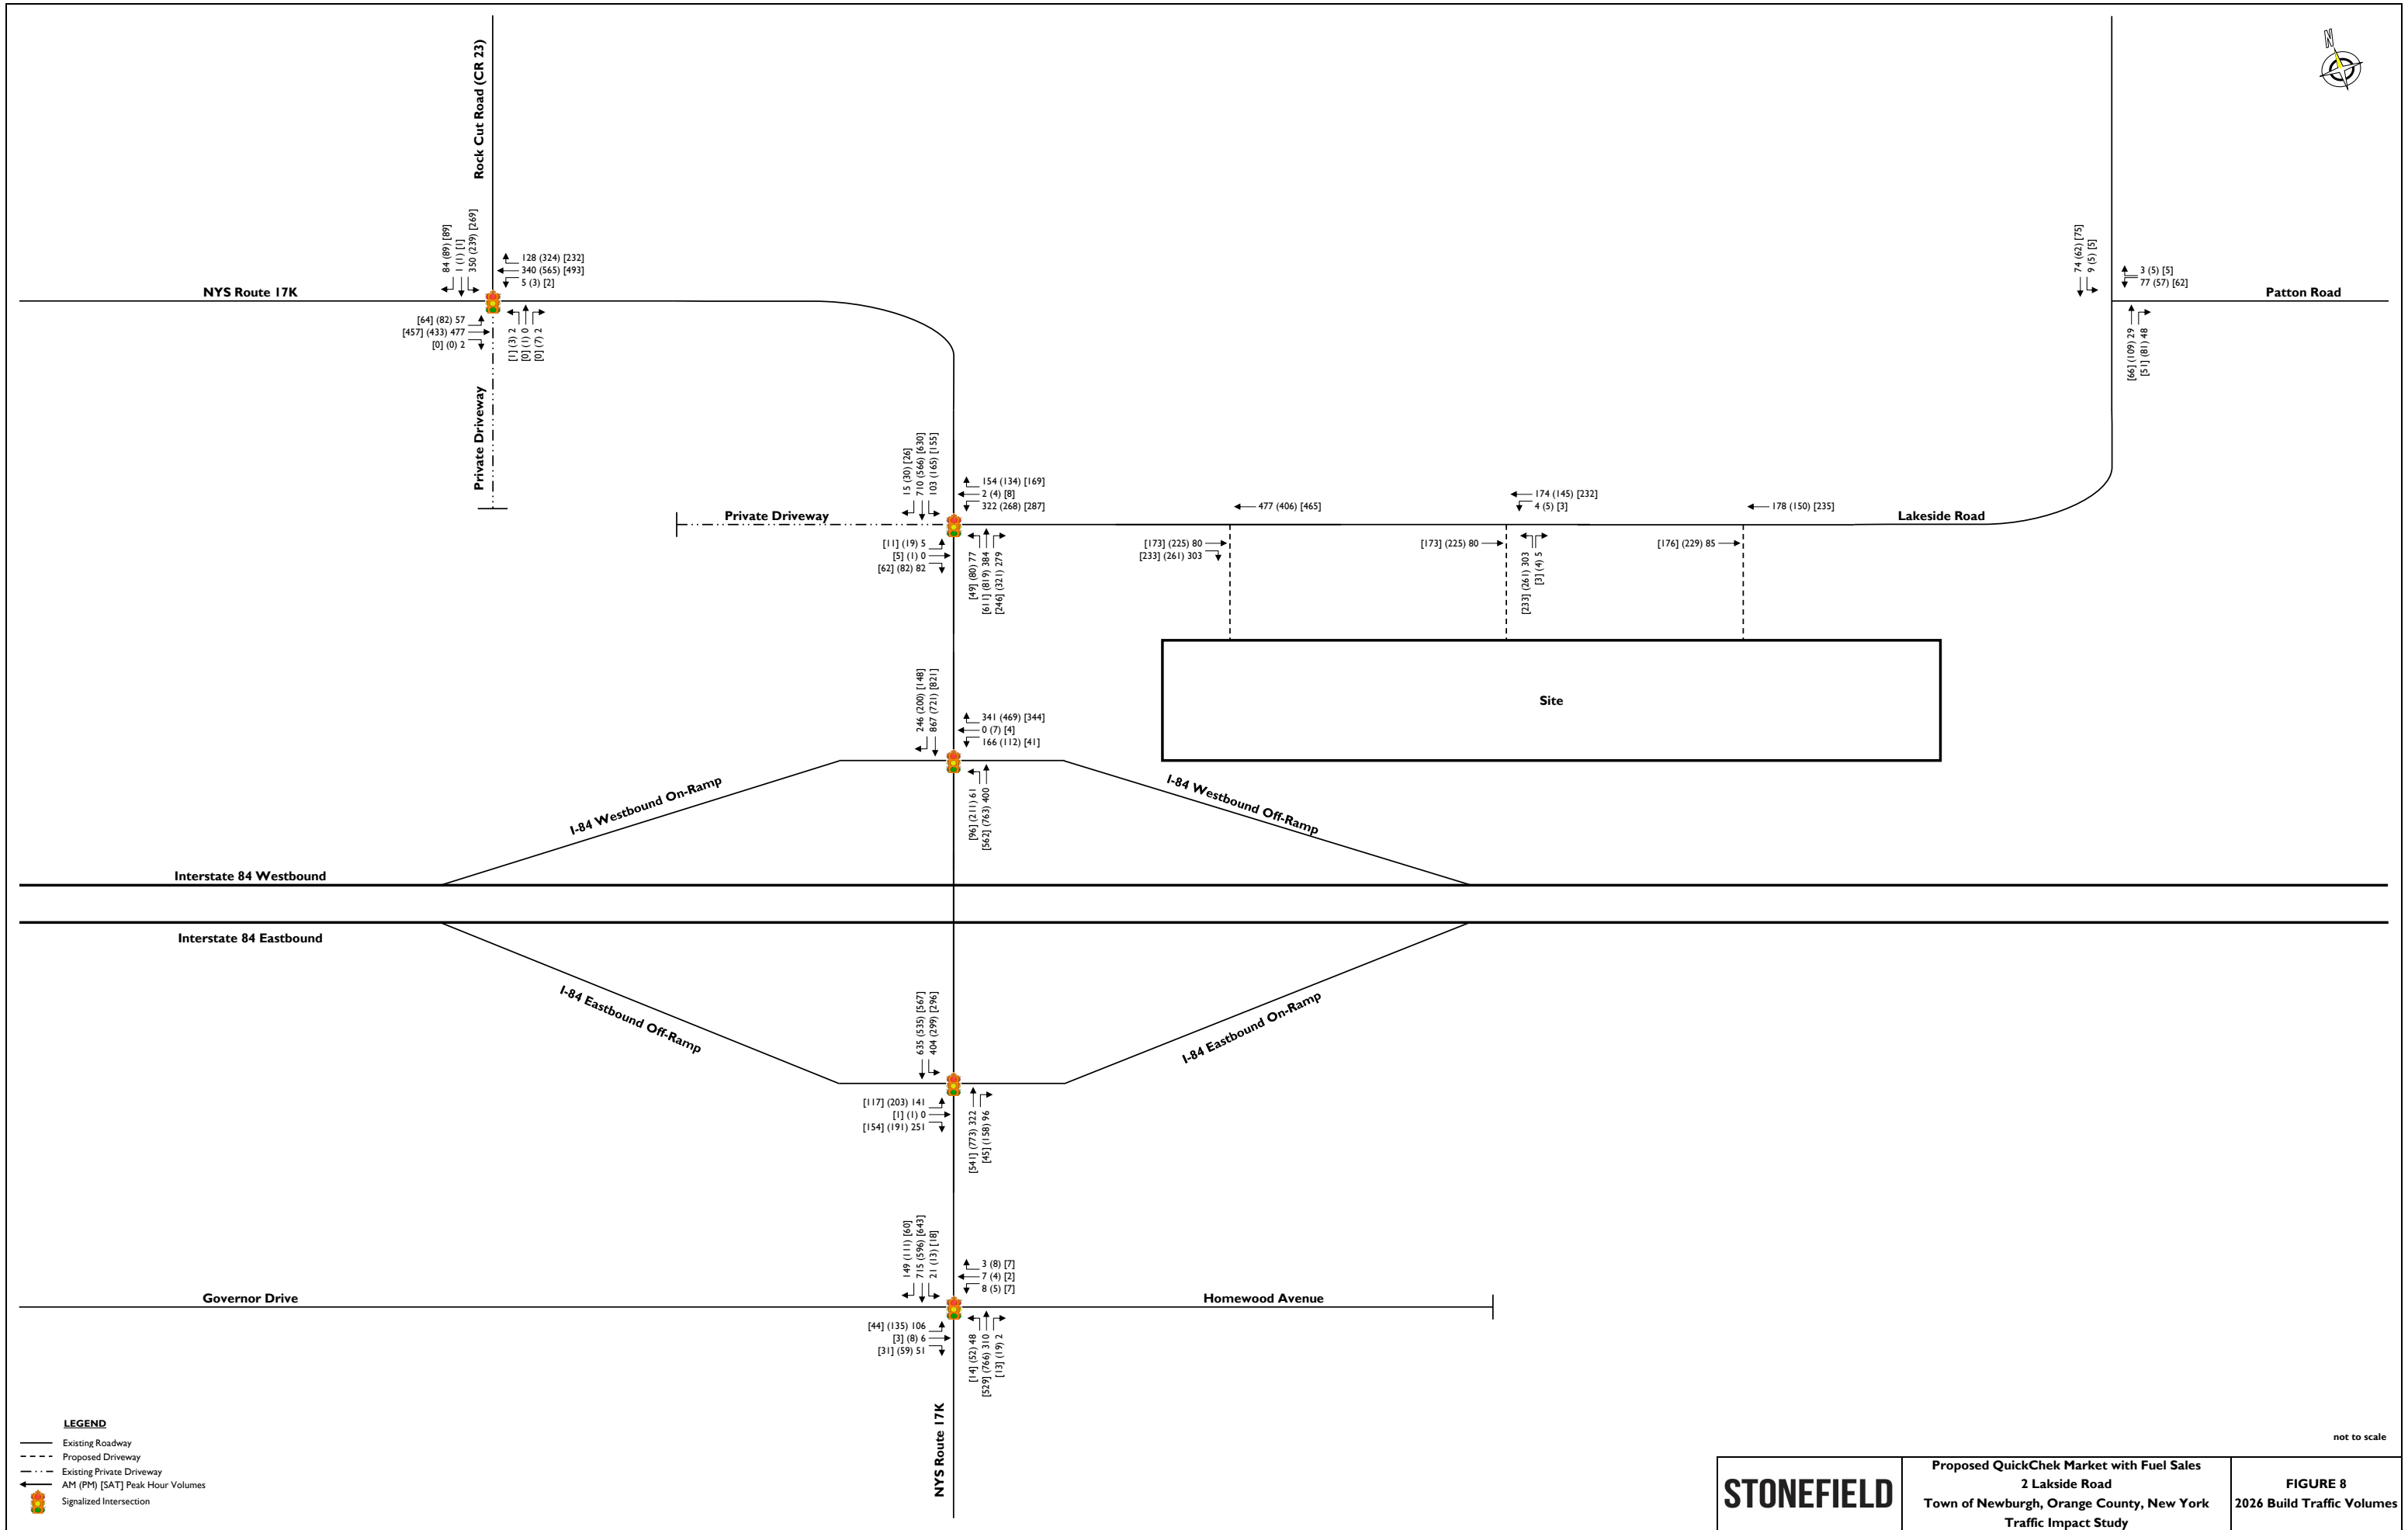 N
Rock Cut Road (CR 23)
84 (89) [89]
1 (1) [1]
350 (239) [269]
128 (324) [232]
340 (565) [493]
5 (3) [2]
NYS Route 17K
[64] (82) 57
[457] (433) 477
[0] (0) 2
[1] (3) 2
[0] (1) 0
[0] (7) 2
Private Driveway
74 (62) [75]
9 (5) [5]
3 (5) [5]
77 (57) [62]
Patton Road
[66] (109) 29
[51] (81) 48
15 (30) [26]
710 (566) [630]
103 (165) [155]
154 (134) [169]
2 (4) [8]
322 (268) [287]
Private Driveway
[11] (19) 5
[5] (1) 0
[62] (82) 82
[49] (80) 77
[611] (819) 384
[246] (321) 279
477 (406) [465]
[173] (225) 80
[233] (261) 303
174 (145) [232]
4 (5) [3]
[173] (225) 80
[233] (261) 303
[3] (4) 5
178 (150) [235]
[176] (229) 85
Lakeside Road
Site
246 (200) [148]
867 (721) [821]
341 (469) [344]
0 (7) [4]
166 (112) [41]
[96] (211) 61
[562] (763) 400
I-84 Westbound On-Ramp
I-84 Westbound Off-Ramp
Interstate 84 Westbound
Interstate 84 Eastbound
I-84 Eastbound Off-Ramp
I-84 Eastbound On-Ramp
635 (535) [567]
404 (299) [296]
[117] (203) 141
[1] (1) 0
[154] (191) 251
[541] (773) 322
[45] (158) 96
149 (111) [60]
715 (596) [643]
21 (13) [18]
3 (8) [7]
7 (4) [2]
8 (5) [7]
Governor Drive
Homewood Avenue
[44] (135) 106
[3] (8) 6
[31] (59) 51
[14] (52) 48
[529] (766) 310
[13] (19) 2
NYS Route 17K
LEGEND
Existing Roadway
Proposed Driveway
Existing Private Driveway
AM (PM) [SAT] Peak Hour Volumes
Signalized Intersection
not to scale
STONEFIELD
Proposed QuickChek Market with Fuel Sales
2 Lakside Road
Town of Newburgh, Orange County, New York
Traffic Impact Study
FIGURE 8
2026 Build Traffic Volumes